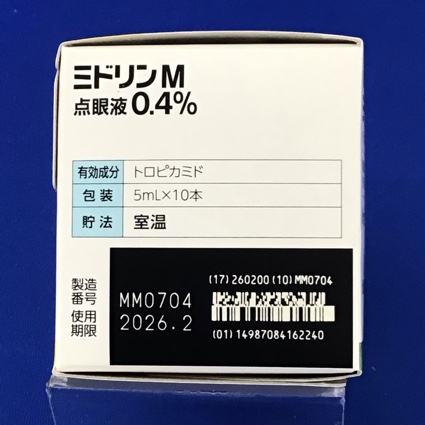 ミドリンM
点眼液0.4%
有効成分 トロピカミド
包装 5mL×10本
貯法 室温
製造番号 MM0704
使用期限 2026.2
(17)260200(10)MM0704
(01)14987084162240